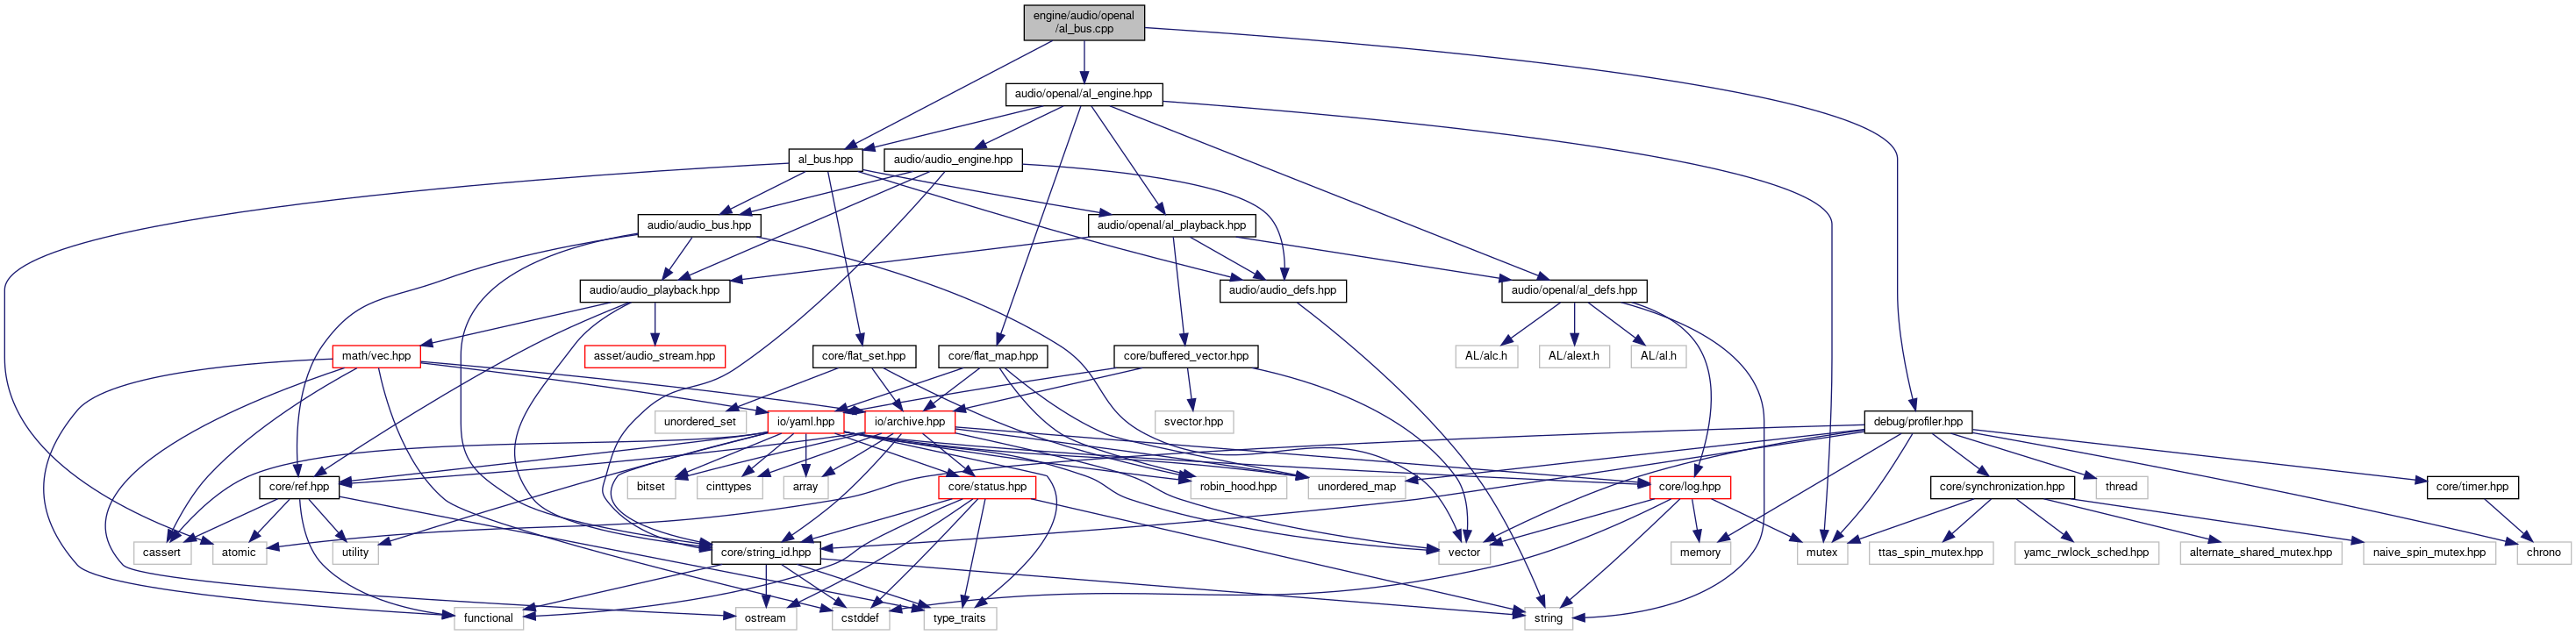 engine/audio/openal
/al_bus.cpp
audio/openal/al_engine.hpp
al_bus.hpp
audio/audio_engine.hpp
audio/audio_bus.hpp
audio/openal/al_playback.hpp
audio/audio_playback.hpp
audio/audio_defs.hpp
audio/openal/al_defs.hpp
math/vec.hpp
asset/audio_stream.hpp
core/flat_set.hpp
core/flat_map.hpp
core/buffered_vector.hpp
AL/alc.h
AL/alext.h
AL/al.h
unordered_set
io/yaml.hpp
io/archive.hpp
svector.hpp
debug/profiler.hpp
core/ref.hpp
bitset
cinttypes
array
core/status.hpp
robin_hood.hpp
unordered_map
core/log.hpp
core/synchronization.hpp
thread
core/timer.hpp
cassert
atomic
utility
core/string_id.hpp
vector
memory
mutex
ttas_spin_mutex.hpp
yamc_rwlock_sched.hpp
alternate_shared_mutex.hpp
naive_spin_mutex.hpp
chrono
functional
ostream
cstddef
type_traits
string